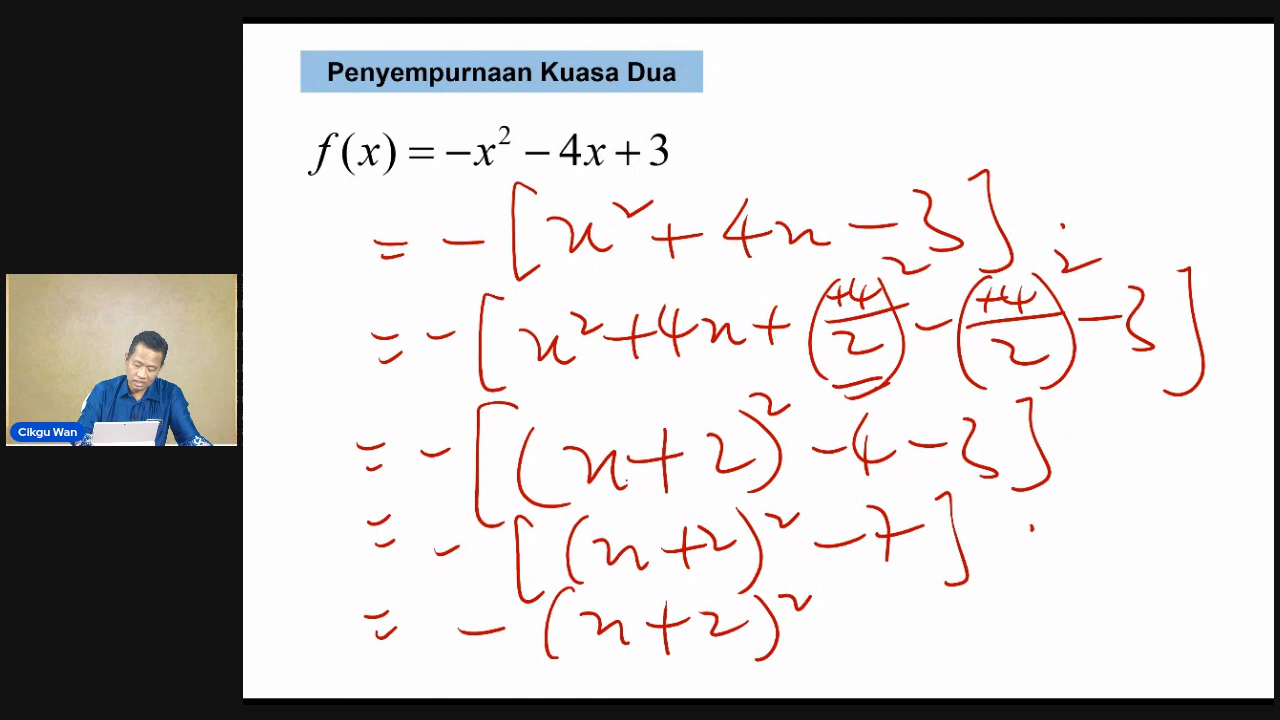 Penyempurnaan Kuasa Dua
f(x) = −x² − 4x + 3
= − [x² + 4x − 3]
= − [x² + 4x + (+4/2)² − (+4/2)² − 3]
= − [(x + 2)² − 4 − 3]
= − [(x + 2)² − 7]
= − (x + 2)²
Cikgu Wan